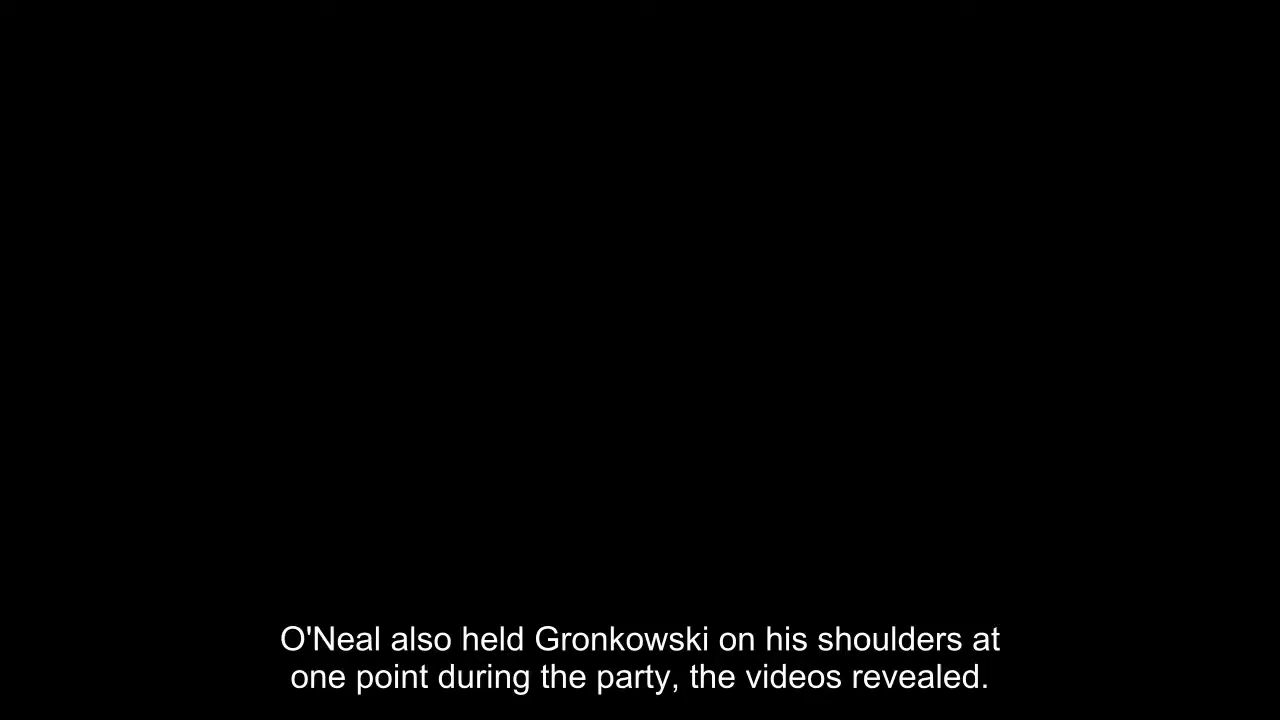 O'Neal also held Gronkowski on his shoulders at
one point during the party, the videos revealed.